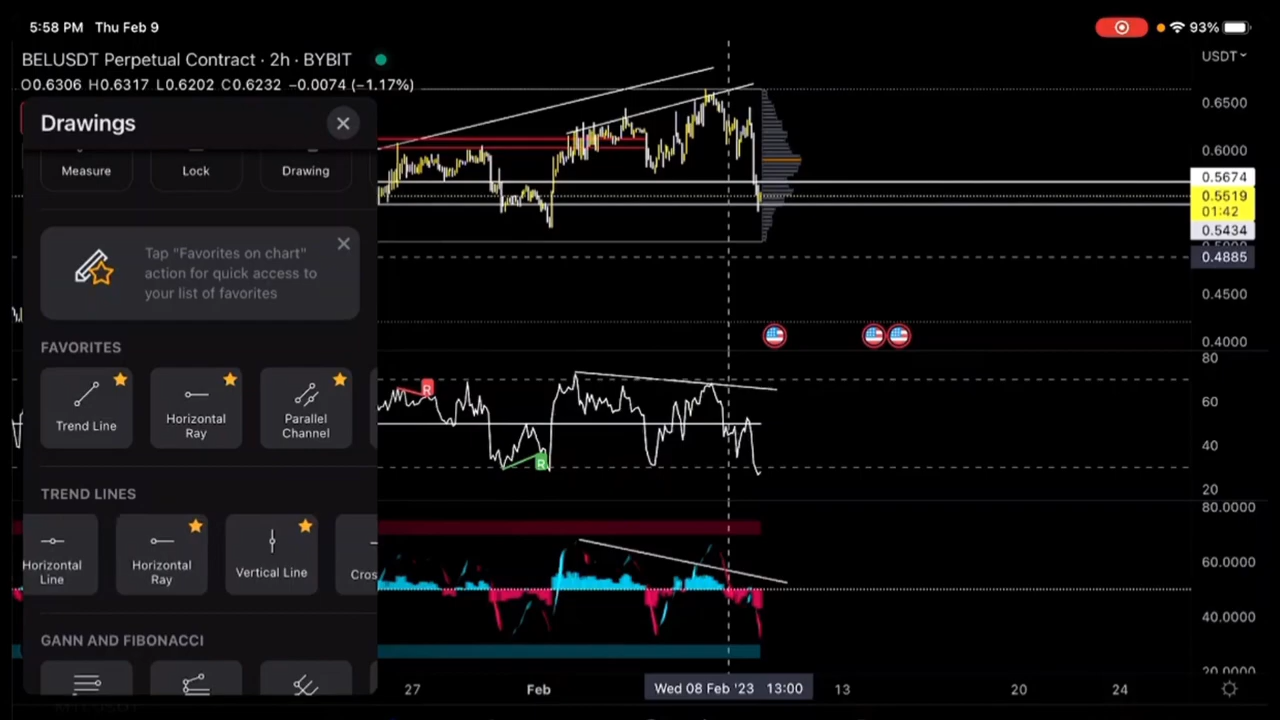 5:58 PM Thu Feb 9
93%
BELUSDT Perpetual Contract · 2h · BYBIT
USDT
O0.6306 H0.6317 L0.6202 C0.6232 −0.0074 (−1.17%)
Drawings
Measure
Lock
Drawing
Tap "Favorites on chart"
action for quick access to
your list of favorites
FAVORITES
Trend Line
Horizontal
Ray
Parallel
Channel
TREND LINES
Horizontal
Line
Horizontal
Ray
Vertical Line
Cros
GANN AND FIBONACCI
0.6500
0.6000
0.5674
0.5519
01:42
0.5434
0.5000
0.4885
0.4500
0.4000
R
R
80
60
40
20
80.0000
60.0000
40.0000
20.0000
27
Feb
Wed 08 Feb '23 13:00
13
20
24